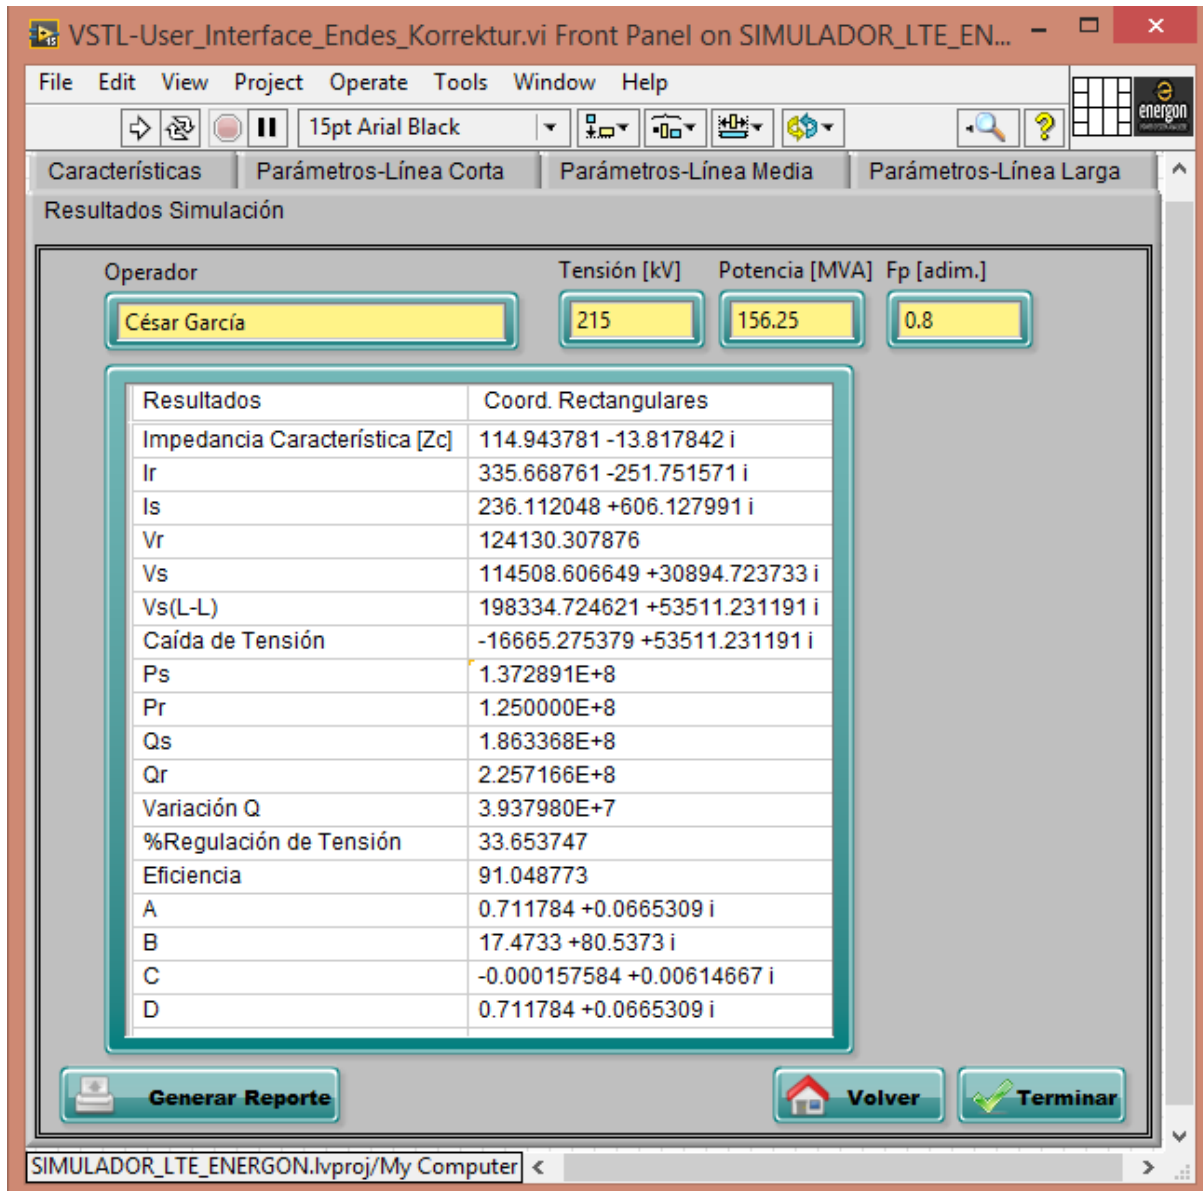 VSTL-User_Interface_Endes_Korrektur.vi Front Panel on SIMULADOR_LTE_EN...
File Edit View Project Operate Tools Window Help
15pt Arial Black
energon
Características Parámetros-Línea Corta Parámetros-Línea Media Parámetros-Línea Larga
Resultados Simulación
Operador Tensión [kV] Potencia [MVA] Fp [adim.]
César García 215 156.25 0.8
Resultados Coord. Rectangulares
Impedancia Característica [Zc] 114.943781 -13.817842 i
Ir 335.668761 -251.751571 i
Is 236.112048 +606.127991 i
Vr 124130.307876
Vs 114508.606649 +30894.723733 i
Vs(L-L) 198334.724621 +53511.231191 i
Caída de Tensión -16665.275379 +53511.231191 i
Ps 1.372891E+8
Pr 1.250000E+8
Qs 1.863368E+8
Qr 2.257166E+8
Variación Q 3.937980E+7
%Regulación de Tensión 33.653747
Eficiencia 91.048773
A 0.711784 +0.0665309 i
B 17.4733 +80.5373 i
C -0.000157584 +0.00614667 i
D 0.711784 +0.0665309 i
Generar Reporte Volver Terminar
SIMULADOR_LTE_ENERGON.lvproj/My Computer